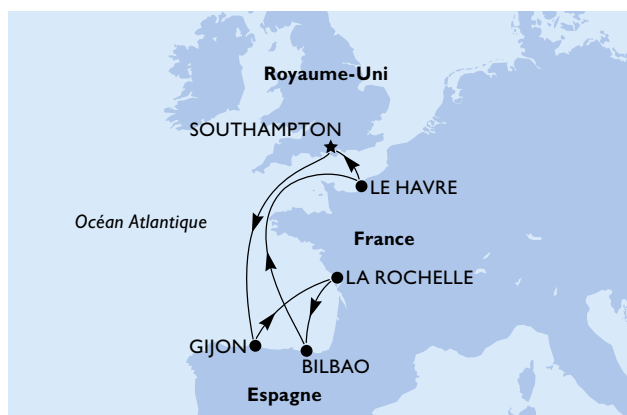 Royaume-Uni
SOUTHAMPTON
LE HAVRE
Océan Atlantique
France
LA ROCHELLE
GIJON
BILBAO
Espagne